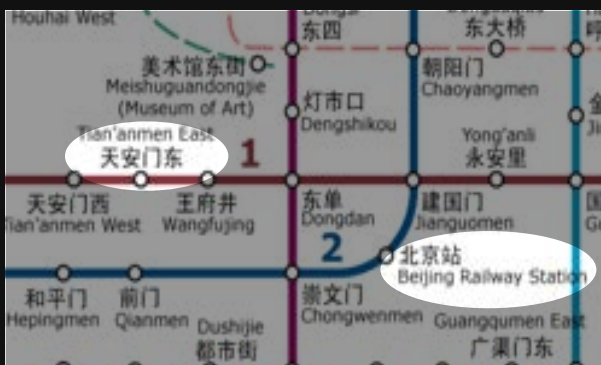 Houhai West
东四
东大桥
美术馆东街
Meishuguandongjie
(Museum of Art)
朝阳门
Chaoyangmen
灯市口
Dengshikou
Tian'anmen East
天安门东
1
Yong'anli
永安里
天安门西
Tian'anmen West
王府井
Wangfujing
东单
Dongdan
建国门
Jianguomen
2
北京站
Beijing Railway Station
和平门
Hepingmen
前门
Qianmen
Dushijie
都市街
崇文门
Chongwenmen
Guangqumen East
广渠门东